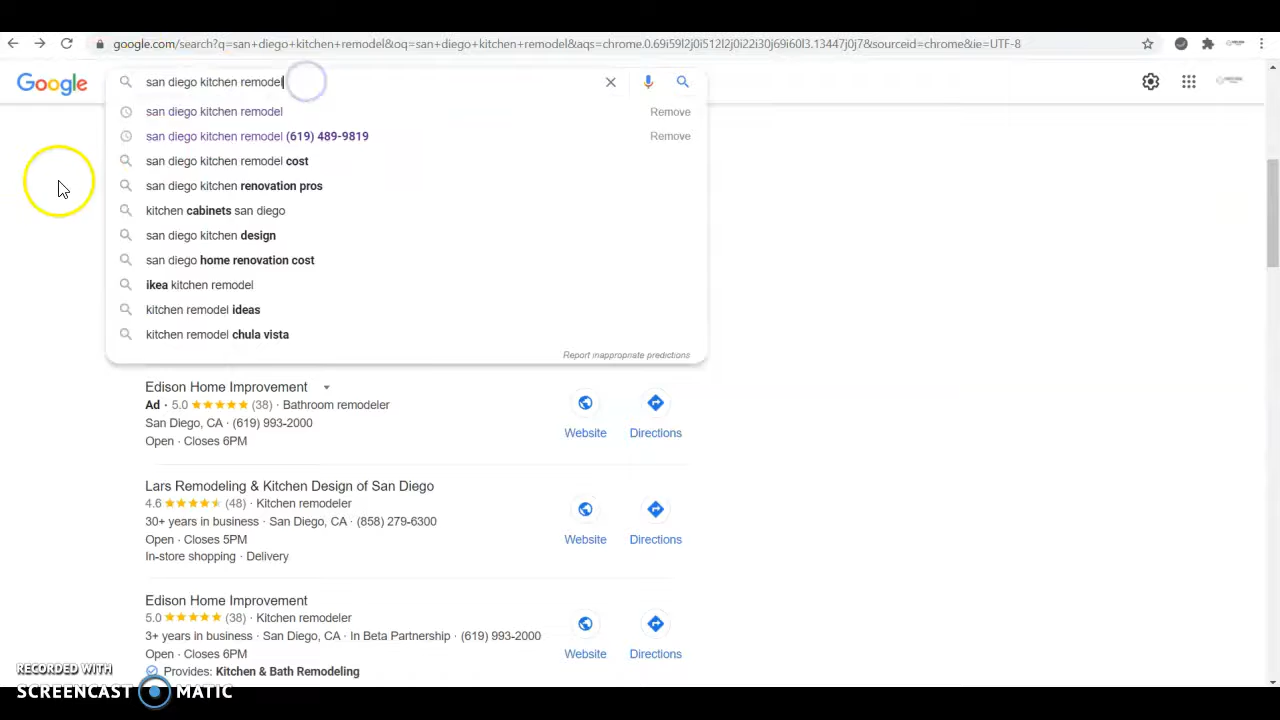 google.com/search?q=san+diego+kitchen+remodel&oq=san+diego+kitchen+remodel&aqs=chrome.0.69i59l2j0i512l2j0i22i30j69i60l3.13447j0j7&sourceid=chrome&ie=UTF-8
Google
san diego kitchen remodel
san diego kitchen remodel Remove
san diego kitchen remodel (619) 489-9819 Remove
san diego kitchen remodel cost
san diego kitchen renovation pros
kitchen cabinets san diego
san diego kitchen design
san diego home renovation cost
ikea kitchen remodel
kitchen remodel ideas
kitchen remodel chula vista
Report inappropriate predictions
Edison Home Improvement
Ad · 5.0 (38) · Bathroom remodeler
San Diego, CA · (619) 993-2000
Open · Closes 6PM
Website Directions
Lars Remodeling & Kitchen Design of San Diego
4.6 (48) · Kitchen remodeler
30+ years in business · San Diego, CA · (858) 279-6300
Open · Closes 5PM
In-store shopping · Delivery
Website Directions
Edison Home Improvement
5.0 (38) · Kitchen remodeler
3+ years in business · San Diego, CA · In Beta Partnership · (619) 993-2000
Open · Closes 6PM
Website Directions
Provides: Kitchen & Bath Remodeling
RECORDED WITH
SCREENCAST MATIC